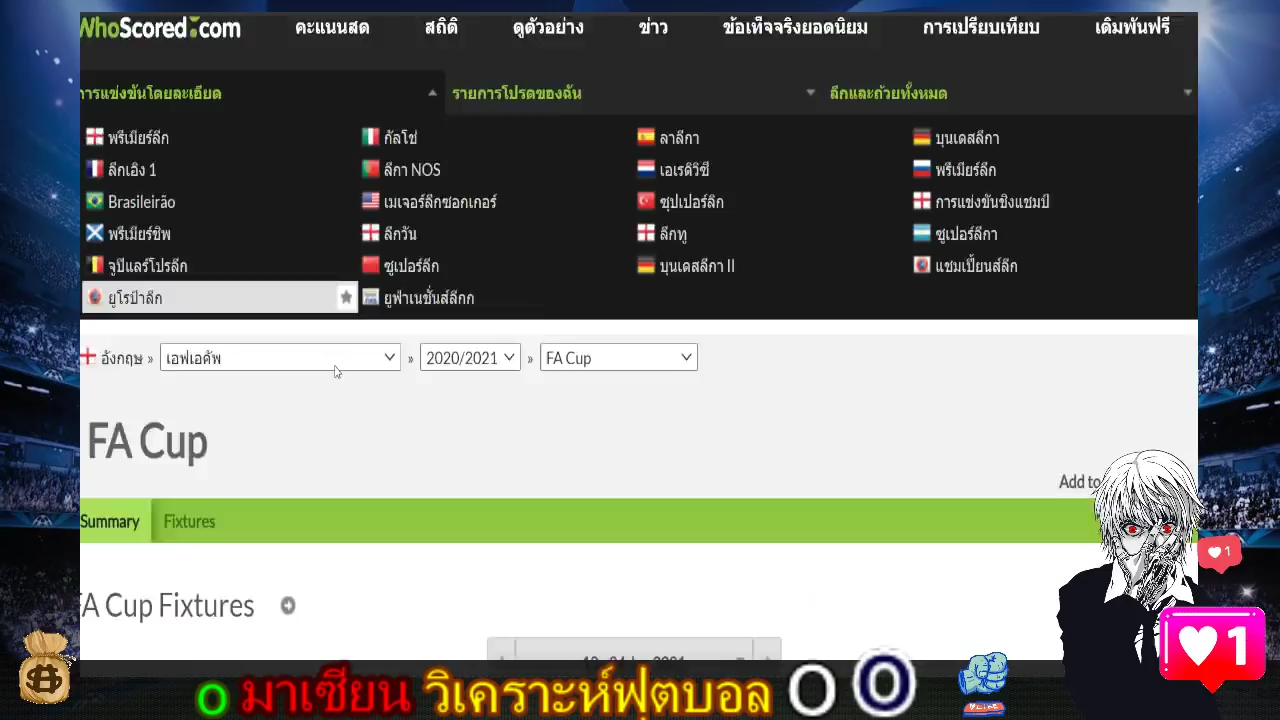 WhoScored.com คะแนนสด สถิติ ดูตัวอย่าง ข่าว ข้อเท็จจริงยอดนิยม การเปรียบเทียบ เดิมพันฟรี
การแข่งขันโดยละเอียด รายการโปรดของฉัน ลีกและถ้วยทั้งหมด
พรีเมียร์ลีก กัลโช่ ลาลีกา บุนเดสลีกา
ลีกเอิง 1 ลีกา NOS เอเรดิวิซี พรีเมียร์ลีก
Brasileirão เมเจอร์ลีกซอกเกอร์ ซุปเปอร์ลีก การแข่งขันชิงแชมป์
พรีเมียร์ชิพ ลีกวัน ลีกทู ซูเปอร์ลีกา
จูปีแลร์โปรลีก ซูเปอร์ลีก บุนเดสลีกา II แชมเปี้ยนส์ลีก
ยูโรป้าลีก ยูฟ่าเนชั่นส์ลีกก
อังกฤษ » เอฟเอคัพ » 2020/2021 » FA Cup
FA Cup
Add to
Summary Fixtures
FA Cup Fixtures
1
1
o มาเซียน วิเคราะห์ฟุตบอล O O